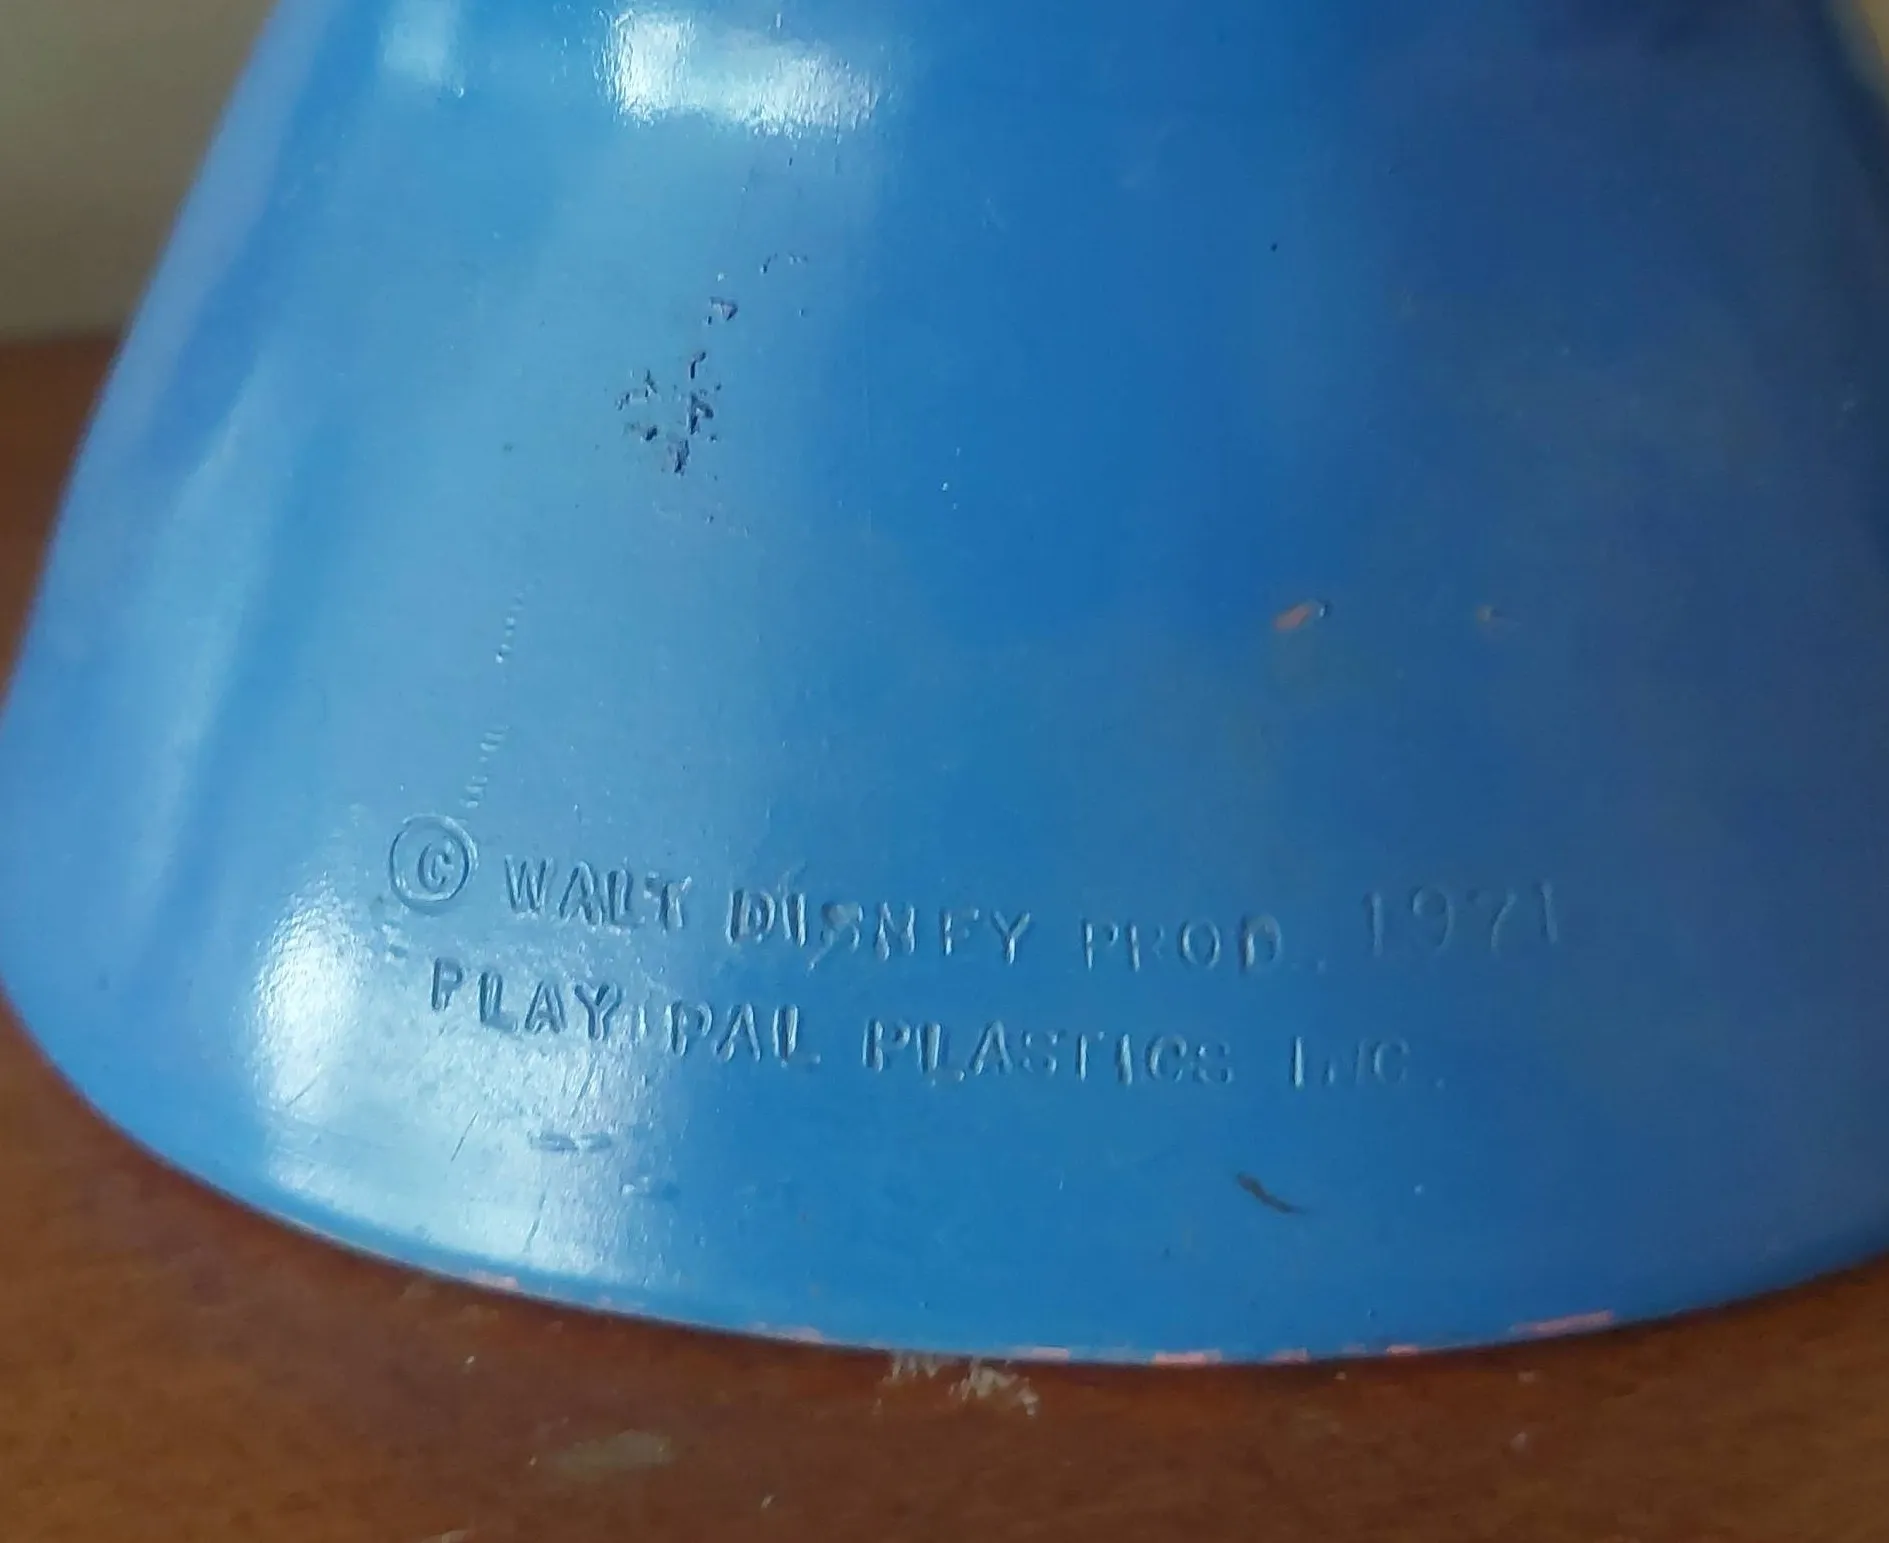 © WALT DISNEY PROD. 1971
PLAY PAL PLASTICS INC.